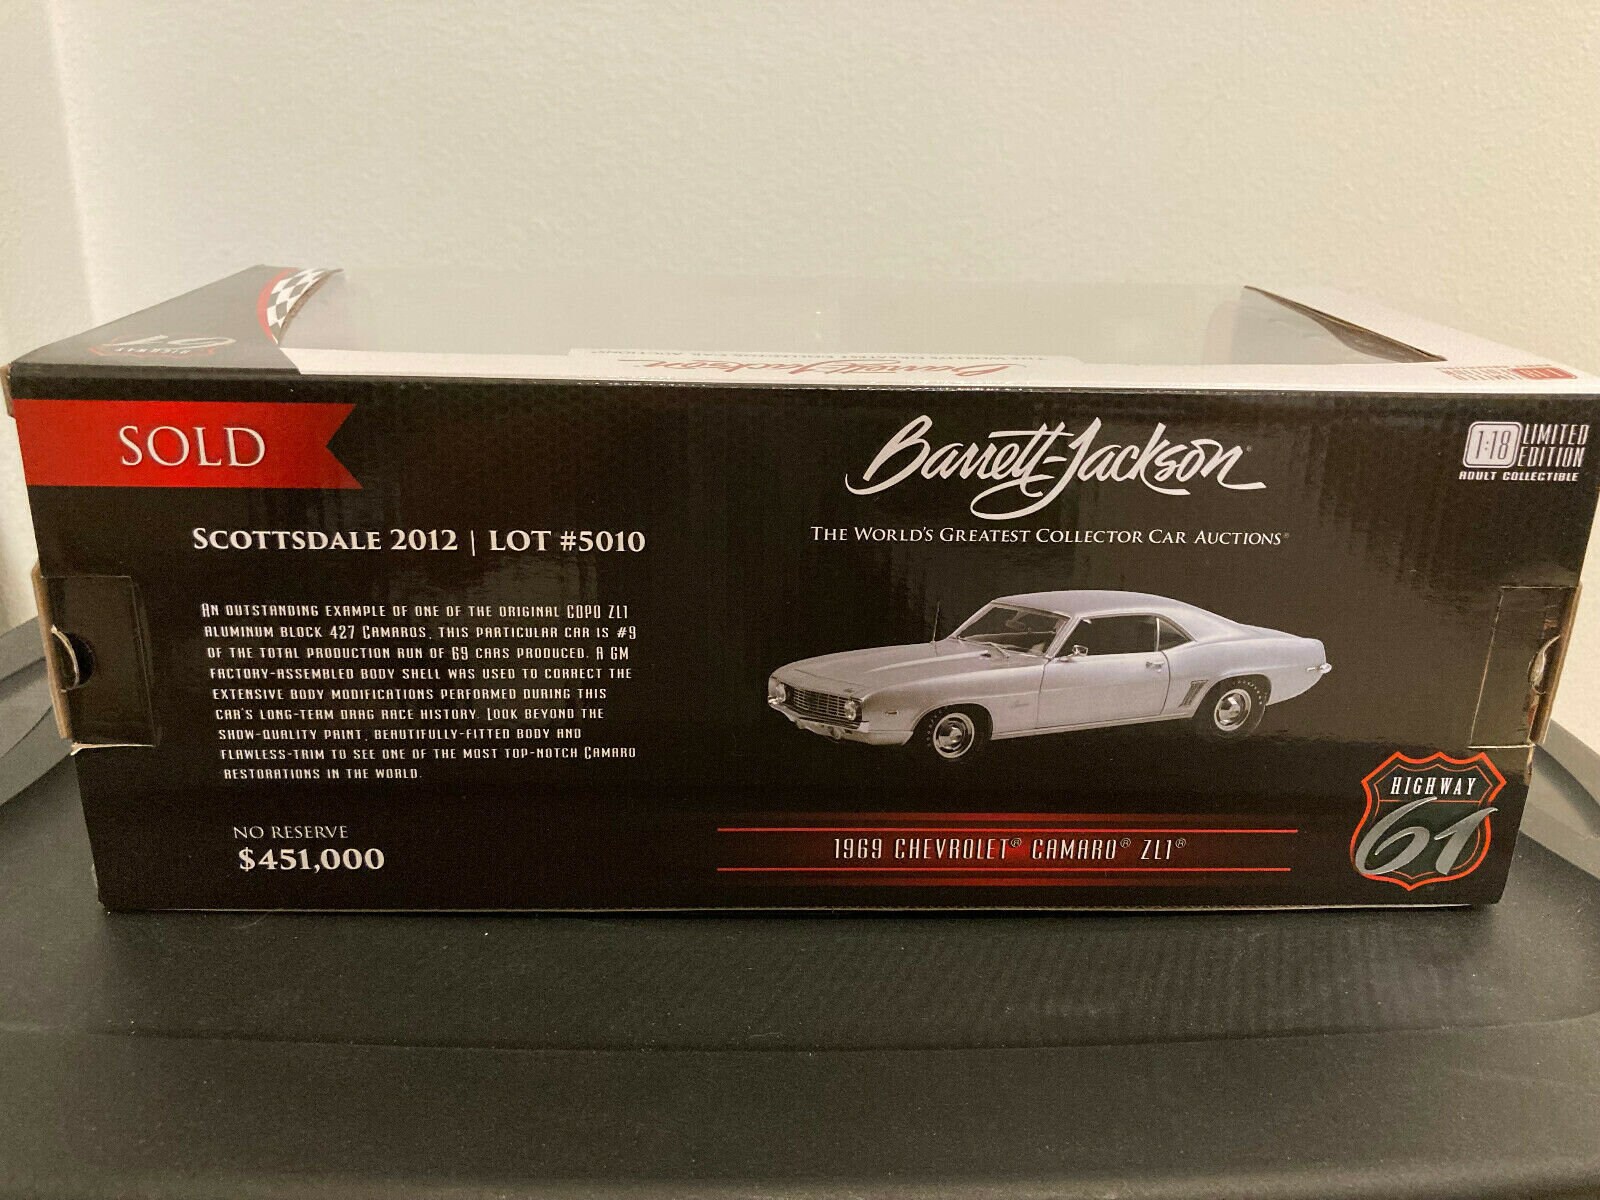 61
Barrett-Jackson
SOLD
SCOTTSDALE 2012 | LOT #5010
AN OUTSTANDING EXAMPLE OF ONE OF THE ORIGINAL COPO ZL1
ALUMINUM BLOCK 427 CAMAROS, THIS PARTICULAR CAR IS #9
OF THE TOTAL PRODUCTION RUN OF 69 CARS PRODUCED. A GM
FACTORY-ASSEMBLED BODY SHELL WAS USED TO CORRECT THE
EXTENSIVE BODY MODIFICATIONS PERFORMED DURING THIS
CAR'S LONG-TERM DRAG RACE HISTORY. LOOK BEYOND THE
SHOW-QUALITY PAINT, BEAUTIFULLY-FITTED BODY AND
FLAWLESS-TRIM TO SEE ONE OF THE MOST TOP-NOTCH CAMARO
RESTORATIONS IN THE WORLD.
NO RESERVE
$451,000
Barrett-Jackson®
THE WORLD'S GREATEST COLLECTOR CAR AUCTIONS®
1:18 LIMITED
EDITION
ADULT COLLECTIBLE
1969 CHEVROLET® CAMARO® ZL1®
HIGHWAY
61